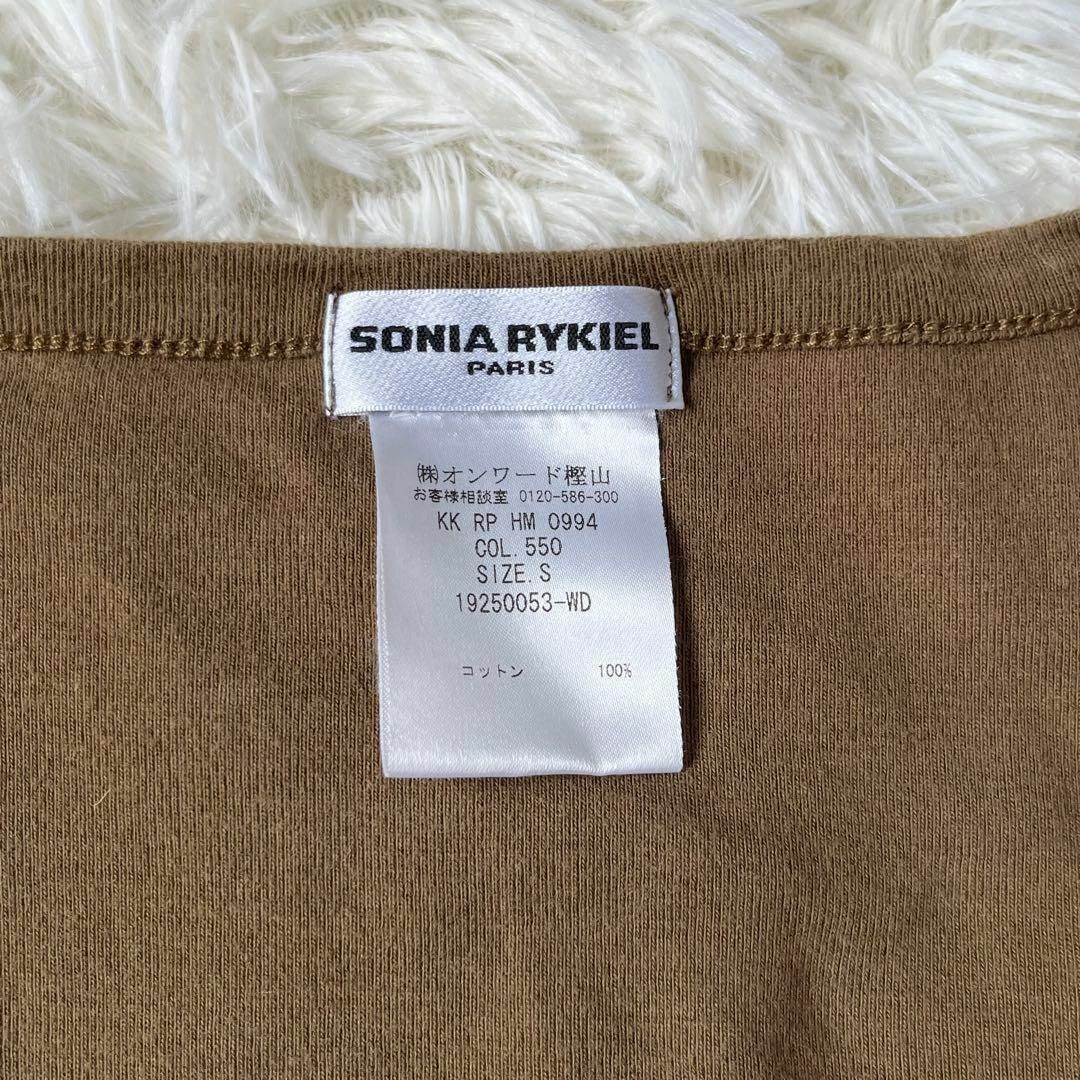 SONIA RYKIEL
PARIS
㈱オンワード樫山
お客様相談室 0120-586-300
KK RP HM 0994
COL. 550
SIZE. S
19250053-WD
コットン 100%